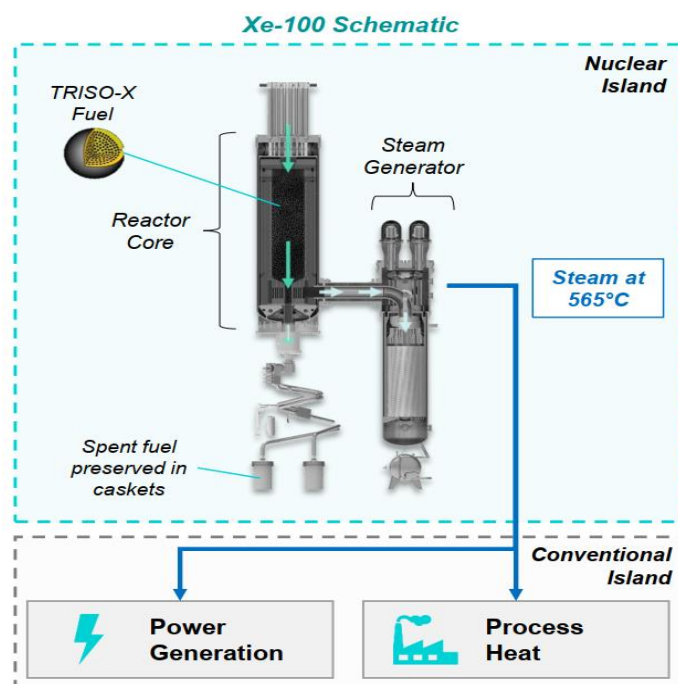 Xe-100 Schematic
Nuclear
Island
TRISO-X
Fuel
Steam
Generator
Reactor
Core
Steam at
565°C
Spent fuel
preserved in
caskets
Conventional
Island
Power
Generation
Process
Heat